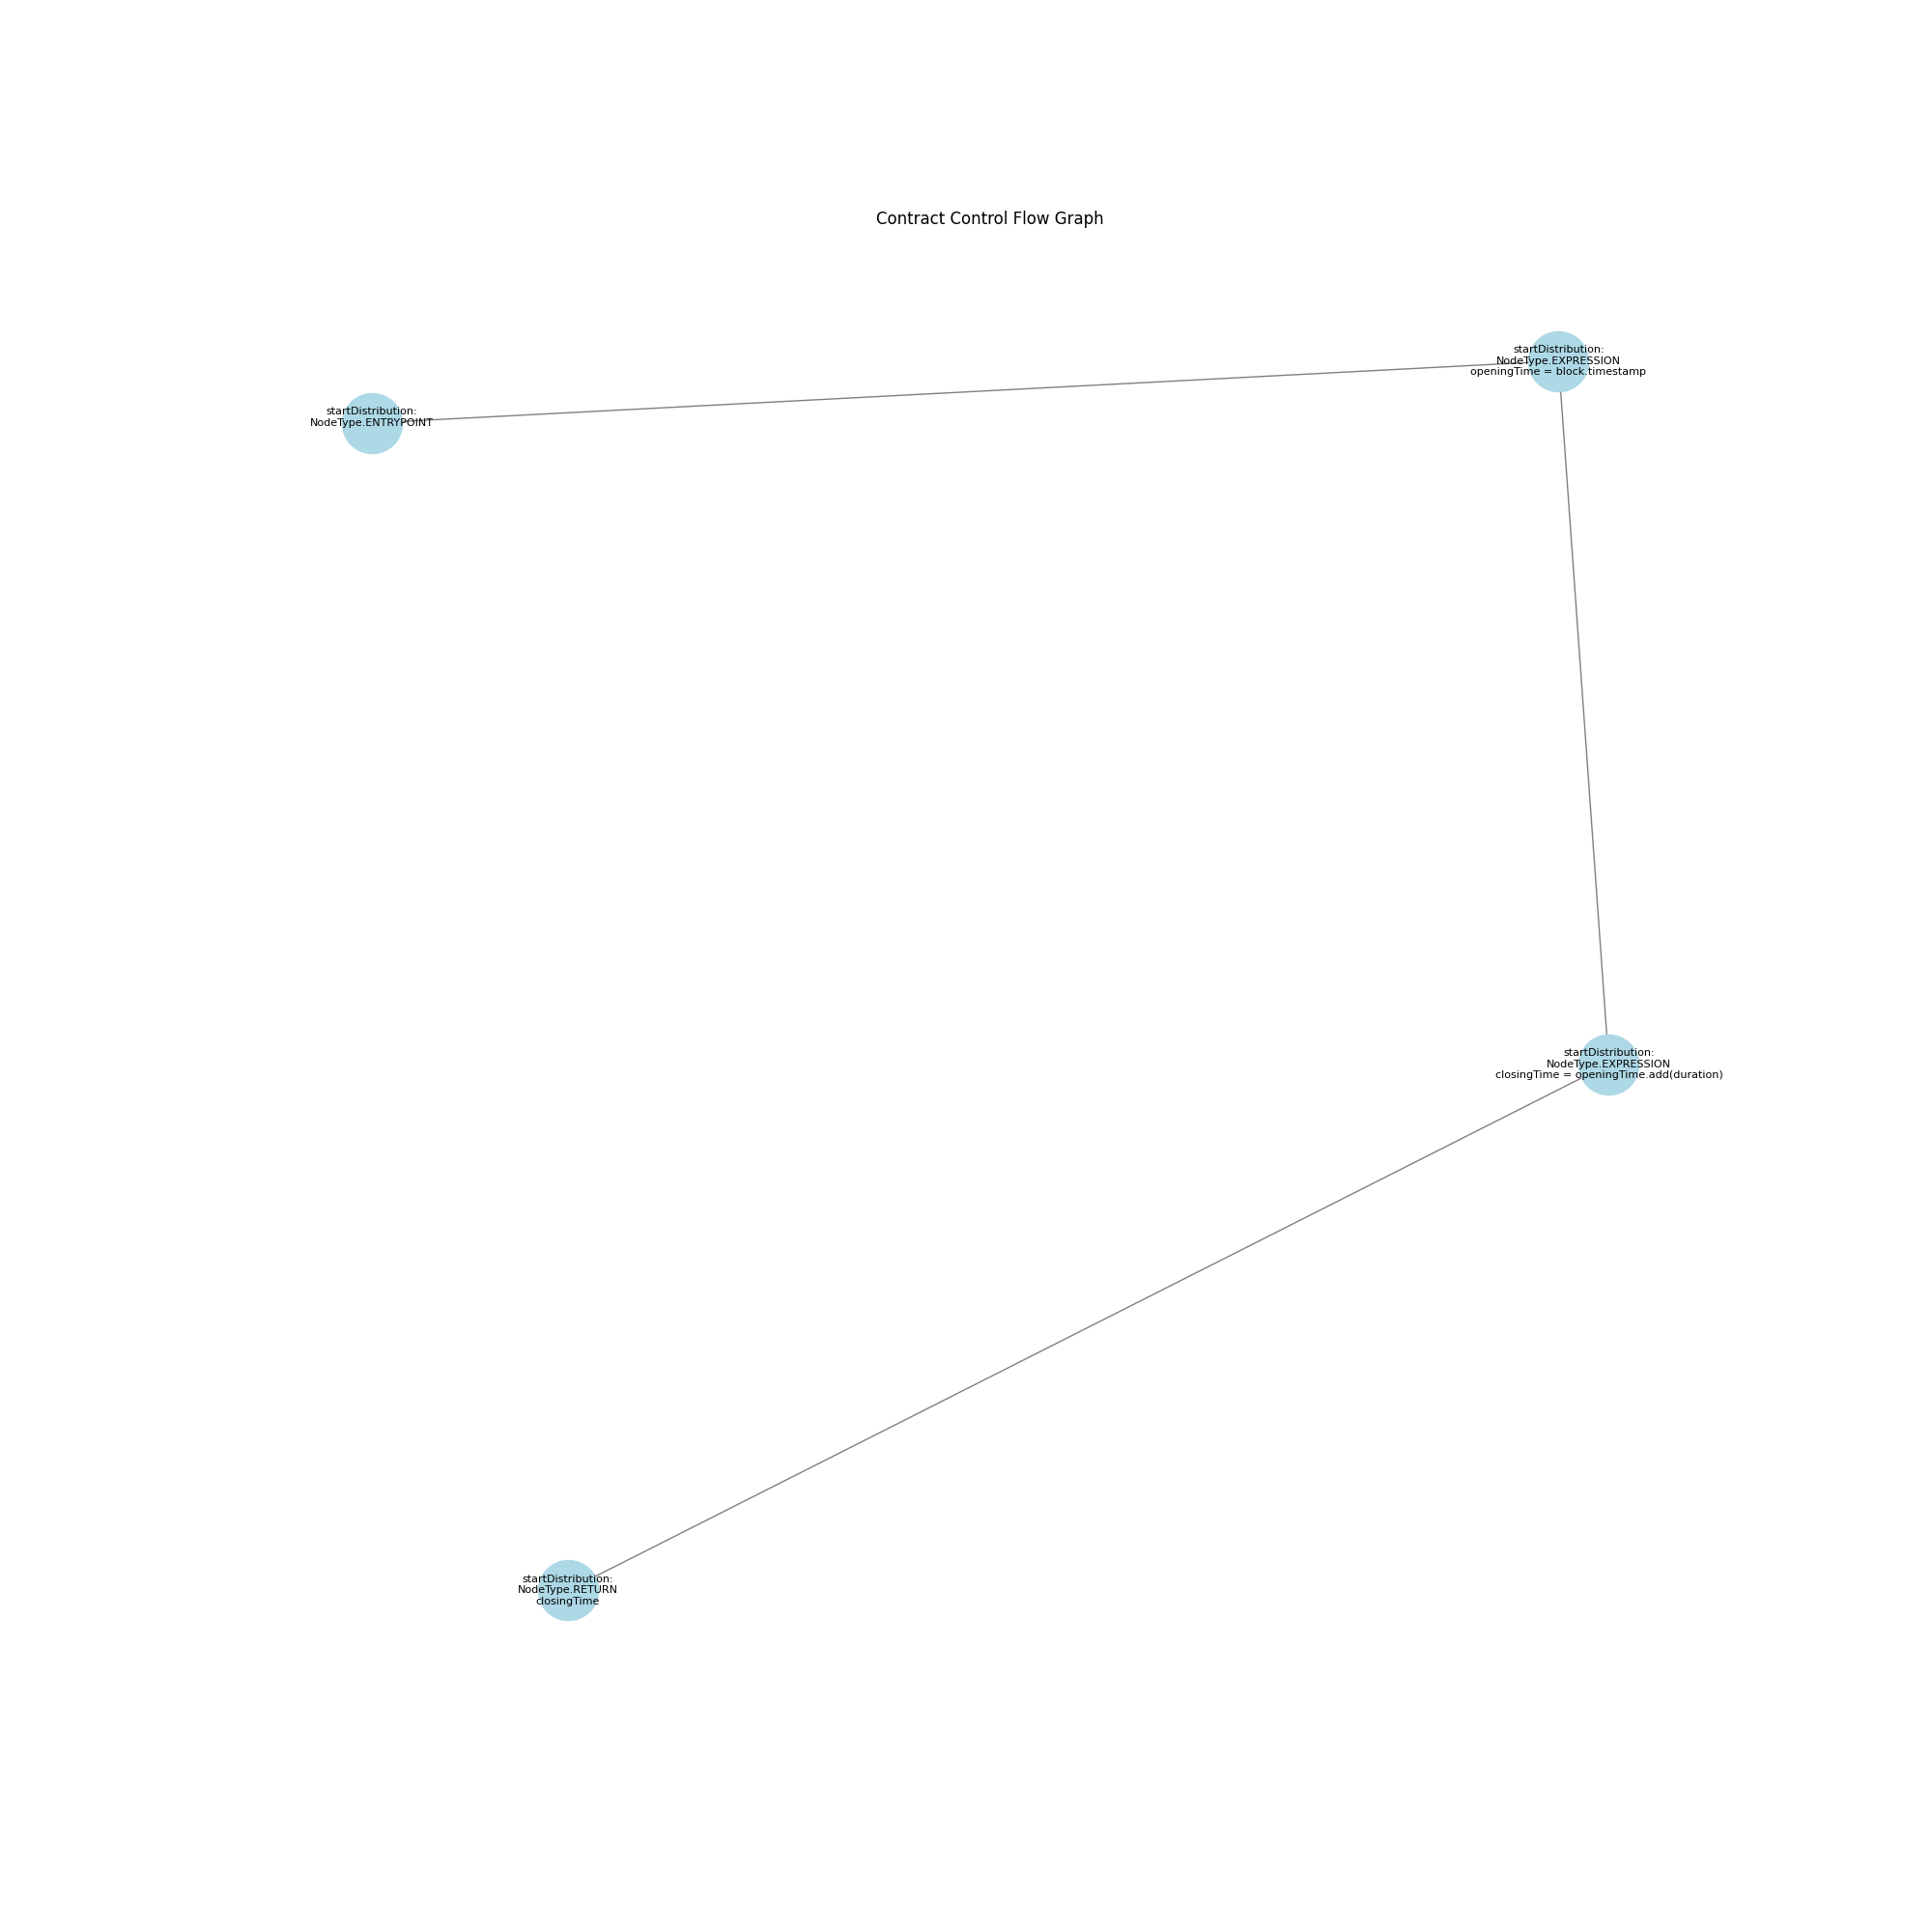 Contract Control Flow Graph
startDistribution:
NodeType.EXPRESSION
openingTime = block.timestamp
startDistribution:
NodeType.ENTRYPOINT
startDistribution:
NodeType.EXPRESSION
closingTime = openingTime.add(duration)
startDistribution:
NodeType.RETURN
closingTime